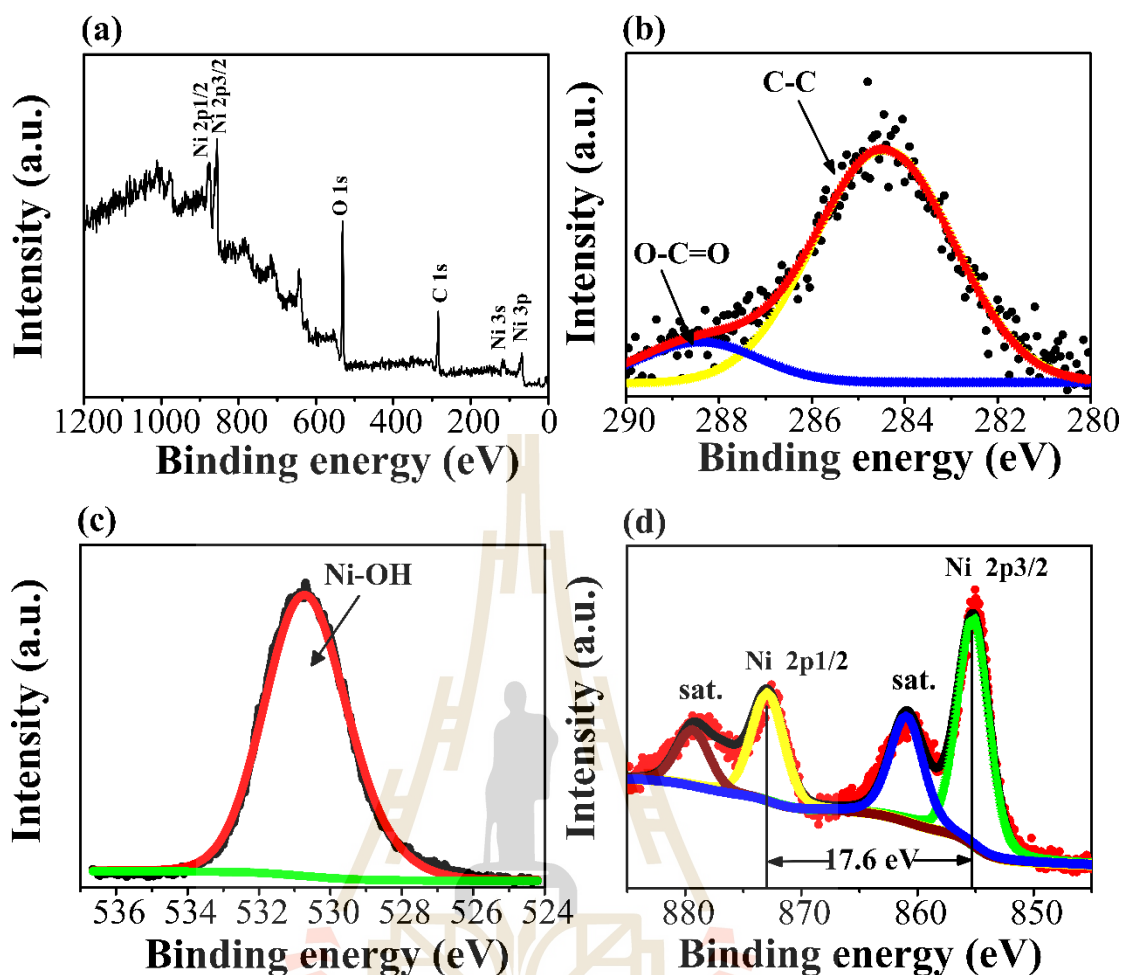 (a)
Intensity (a.u.)
Ni 2p1/2
Ni 2p3/2
O 1s
C 1s
Ni 3s
Ni 3p
1200 1000 800 600 400 200 0
Binding energy (eV)
(b)
Intensity (a.u.)
C-C
O-C=O
290 288 286 284 282 280
Binding energy (eV)
(c)
Intensity (a.u.)
Ni-OH
536 534 532 530 528 526 524
Binding energy (eV)
(d)
Intensity (a.u.)
Ni 2p3/2
Ni 2p1/2
sat.
sat.
17.6 eV
880 870 860 850
Binding energy (eV)